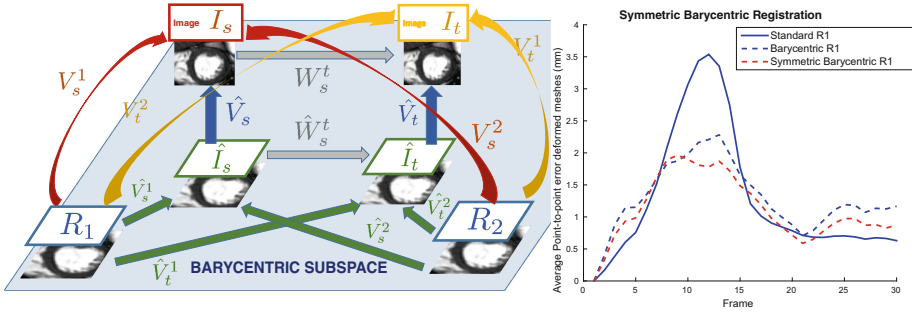 Image I_s
Image I_t
V_s^1
V_t^2
W_s^t
V_t^1
V̂_s
V̂_t
V_s^2
Ŵ_s^t
Î_s
Î_t
V̂_s^1
V̂_t^2
R_1
R_2
V̂_s^2
V̂_t^1
BARYCENTRIC SUBSPACE
Symmetric Barycentric Registration
Standard R1
Barycentric R1
Symmetric Barycentric R1
Average Point-to-point error deformed meshes (mm)
4
3.5
3
2.5
2
1.5
1
0.5
0
0 5 10 15 20 25 30
Frame